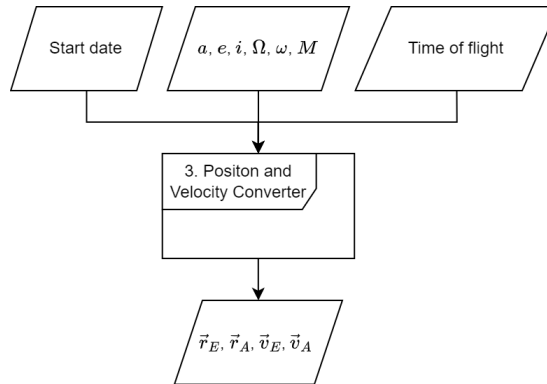 Start date
a, e, i, Ω, ω, M
Time of flight
3. Positon and
Velocity Converter
r⃗_E, r⃗_A, v⃗_E, v⃗_A